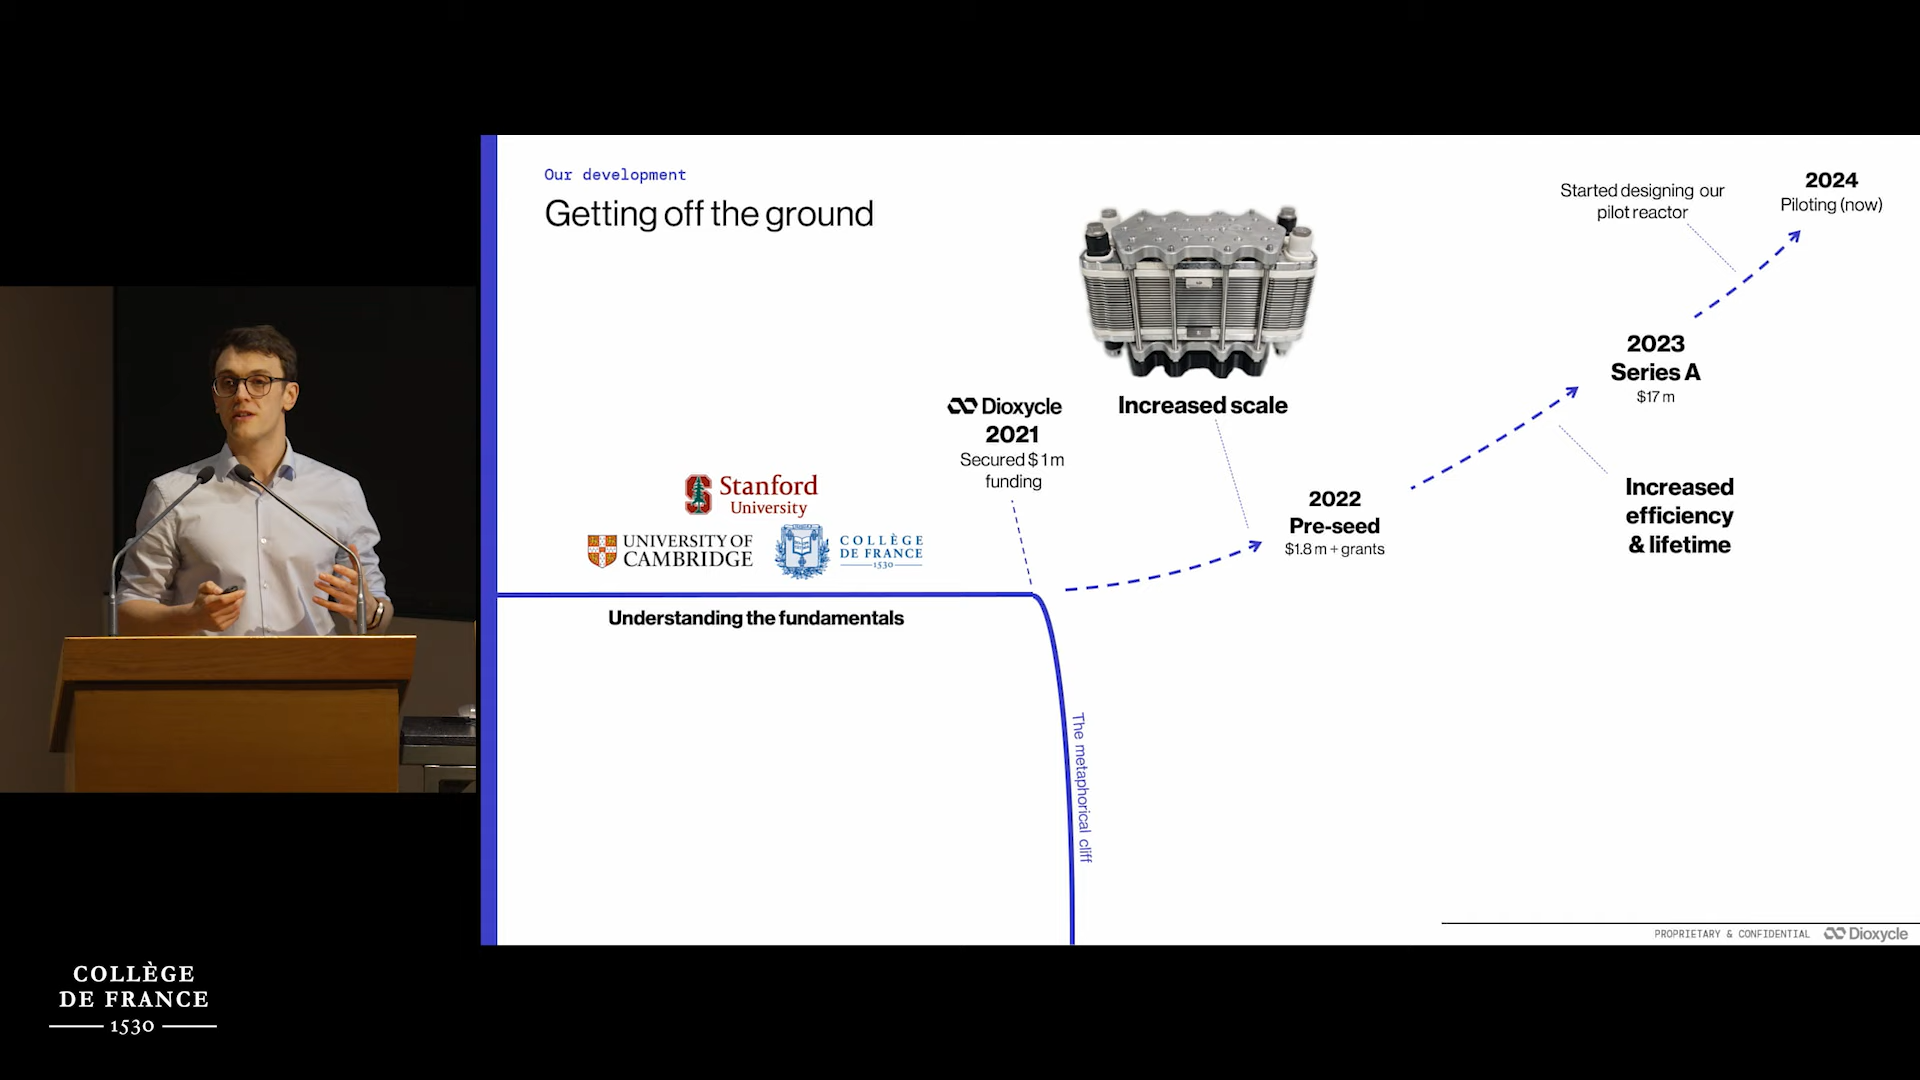 Our development
Getting off the ground
Stanford
University
UNIVERSITY OF
CAMBRIDGE
COLLÈGE
DE FRANCE
1530
Understanding the fundamentals
Dioxycle
2021
Secured $1m
funding
The metaphorical cliff
Increased scale
2022
Pre-seed
$1.8 m + grants
2023
Series A
$17 m
Increased
efficiency
& lifetime
Started designing our
pilot reactor
2024
Piloting (now)
PROPRIETARY & CONFIDENTIAL Dioxycle
COLLÈGE
DE FRANCE
1530